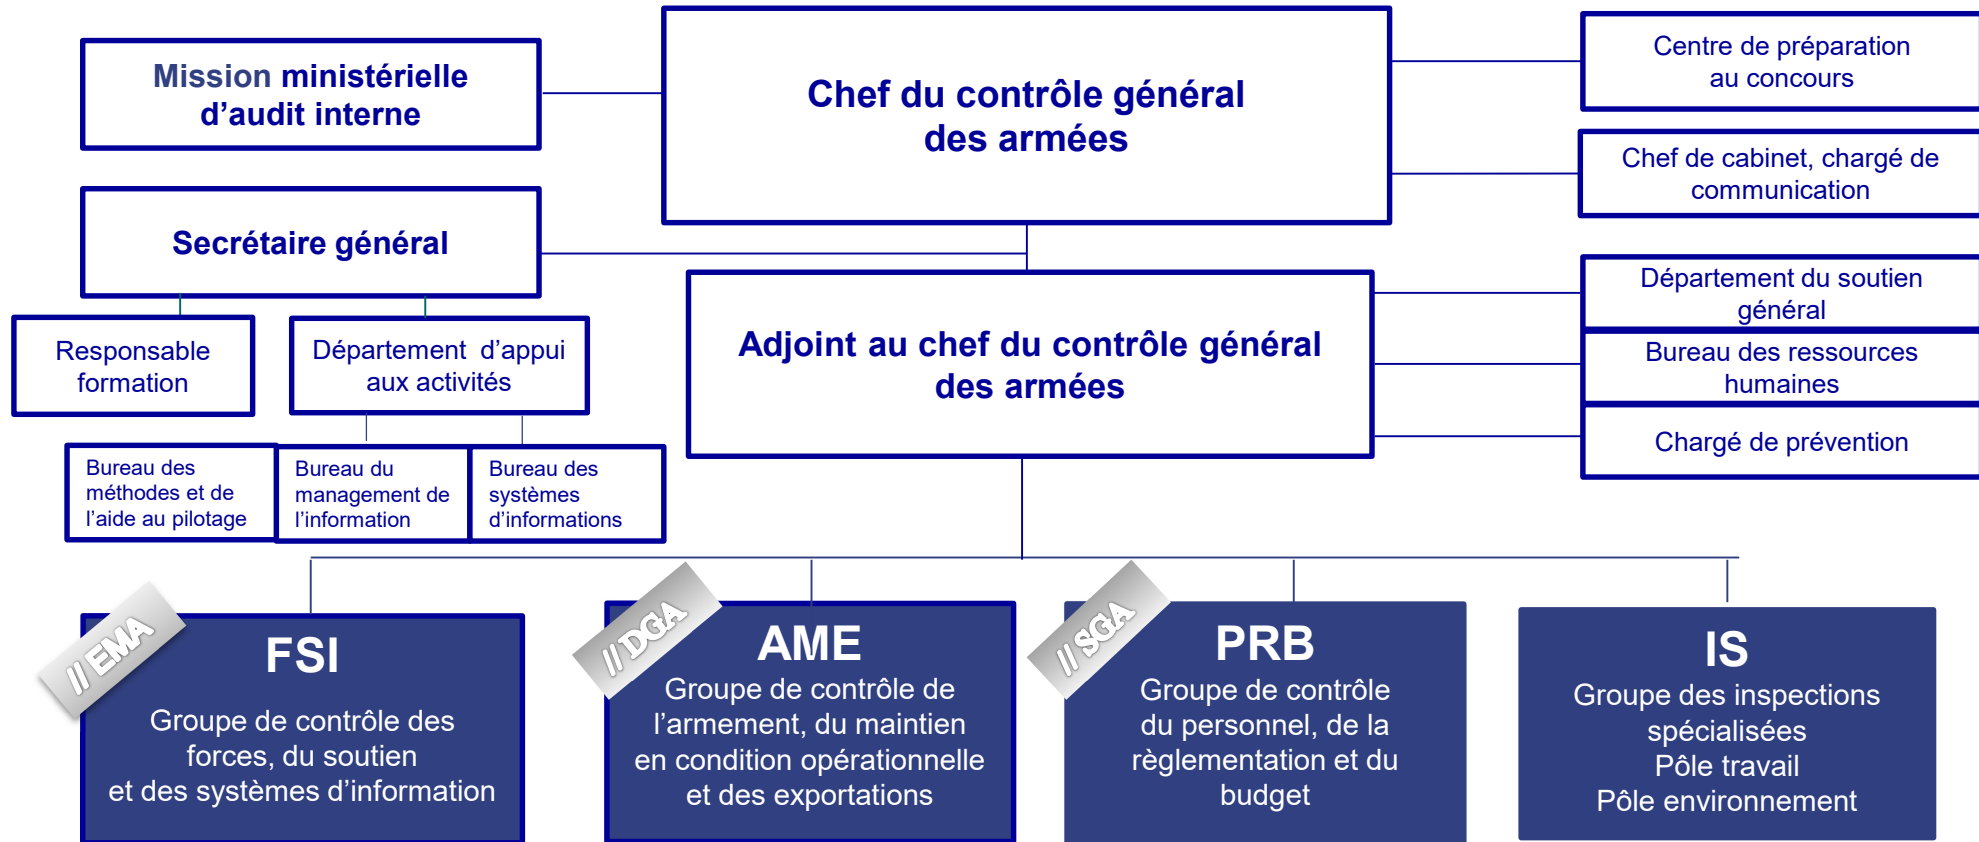 Mission ministérielle
d’audit interne
Chef du contrôle général
des armées
Centre de préparation
au concours
Chef de cabinet, chargé de
communication
Secrétaire général
Responsable
formation
Département d’appui
aux activités
Adjoint au chef du contrôle général
des armées
Département du soutien
général
Bureau des ressources
humaines
Chargé de prévention
Bureau des
méthodes et de
l’aide au pilotage
Bureau du
management de
l’information
Bureau des
systèmes
d’informations
// EMA
FSI
Groupe de contrôle des
forces, du soutien
et des systèmes d’information
// DGA
AME
Groupe de contrôle de
l’armement, du maintien
en condition opérationnelle
et des exportations
// SGA
PRB
Groupe de contrôle
du personnel, de la
règlementation et du
budget
IS
Groupe des inspections
spécialisées
Pôle travail
Pôle environnement